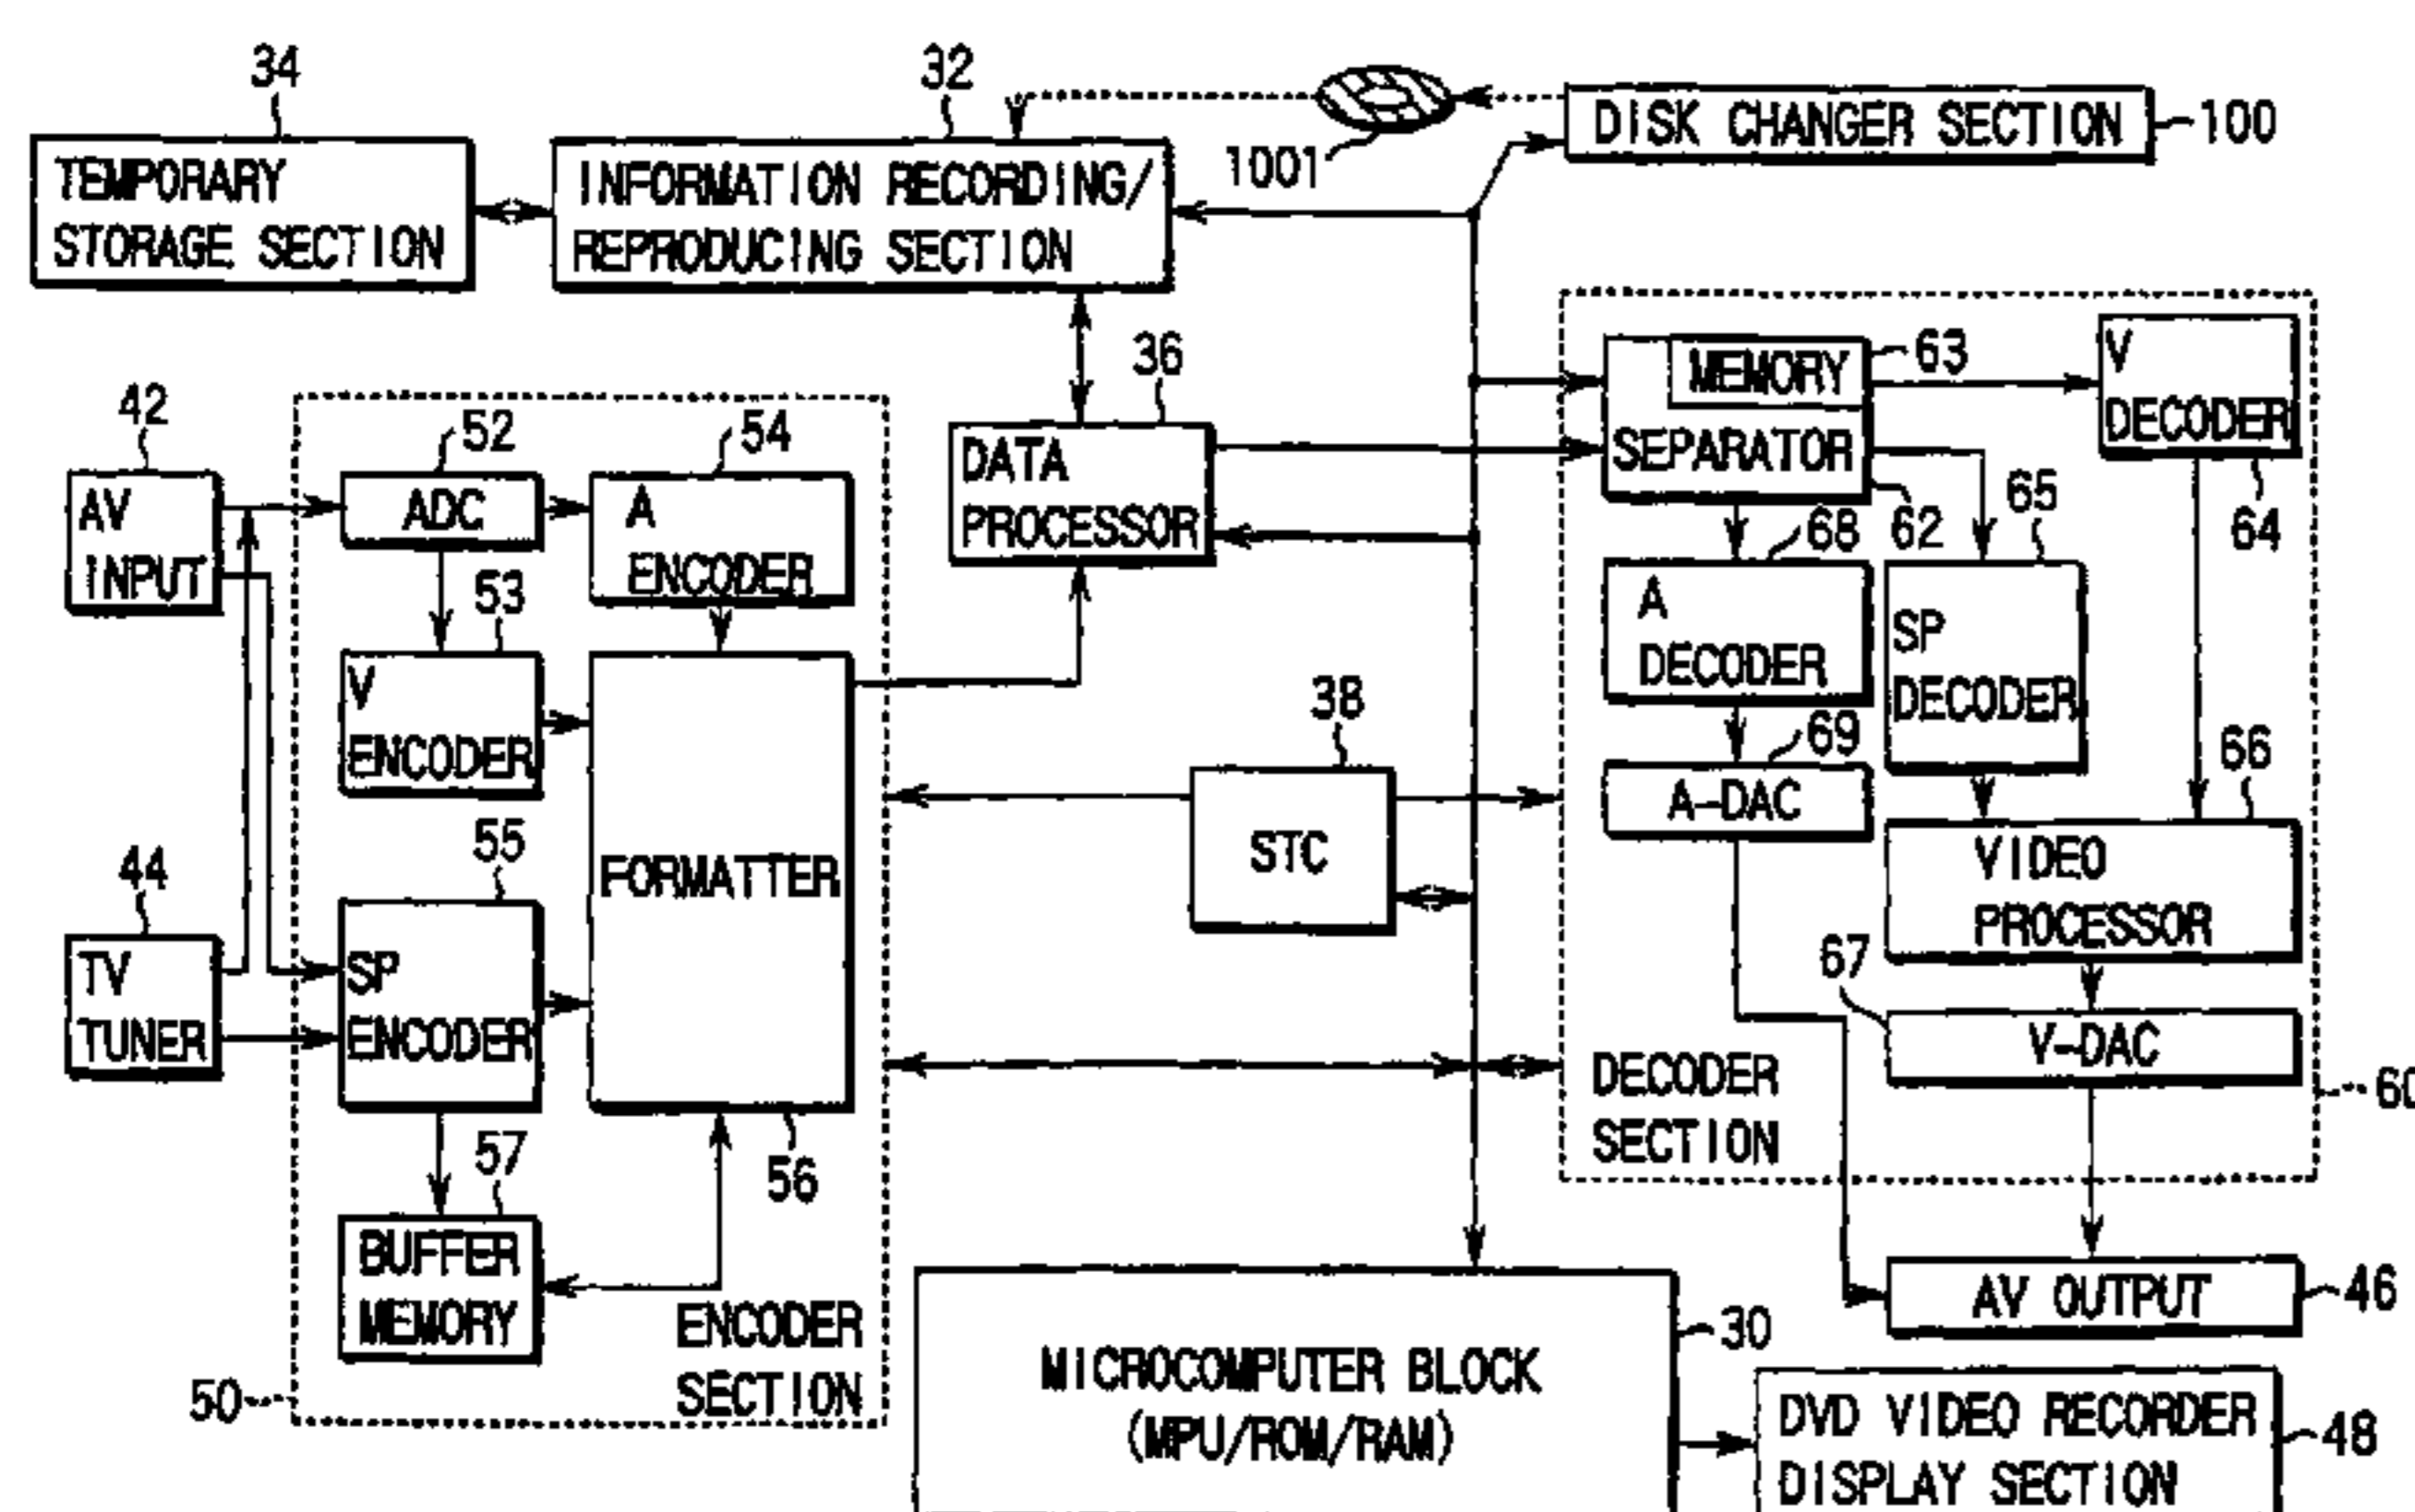 34
32
DISK CHANGER SECTION
100
1001
TEMPORARY
STORAGE SECTION
INFORMATION RECORDING/
REPRODUCING SECTION
36
42
52
54
AV
INPUT
ADC
A
ENCODER
DATA
PROCESSOR
MEMORY
63
SEPARATOR
62
V
DECODER
64
53
V
ENCODER
68
A
DECODER
65
SP
DECODER
38
69
A-DAC
66
STC
FORMATTER
VIDEO
PROCESSOR
44
55
TV
TUNER
SP
ENCODER
67
V-DAC
DECODER
SECTION
60
57
56
BUFFER
MEMORY
ENCODER
SECTION
50
AV OUTPUT
46
MICROCOMPUTER BLOCK
(MPU/ROM/RAM)
30
DVD VIDEO RECORDER
DISPLAY SECTION
48